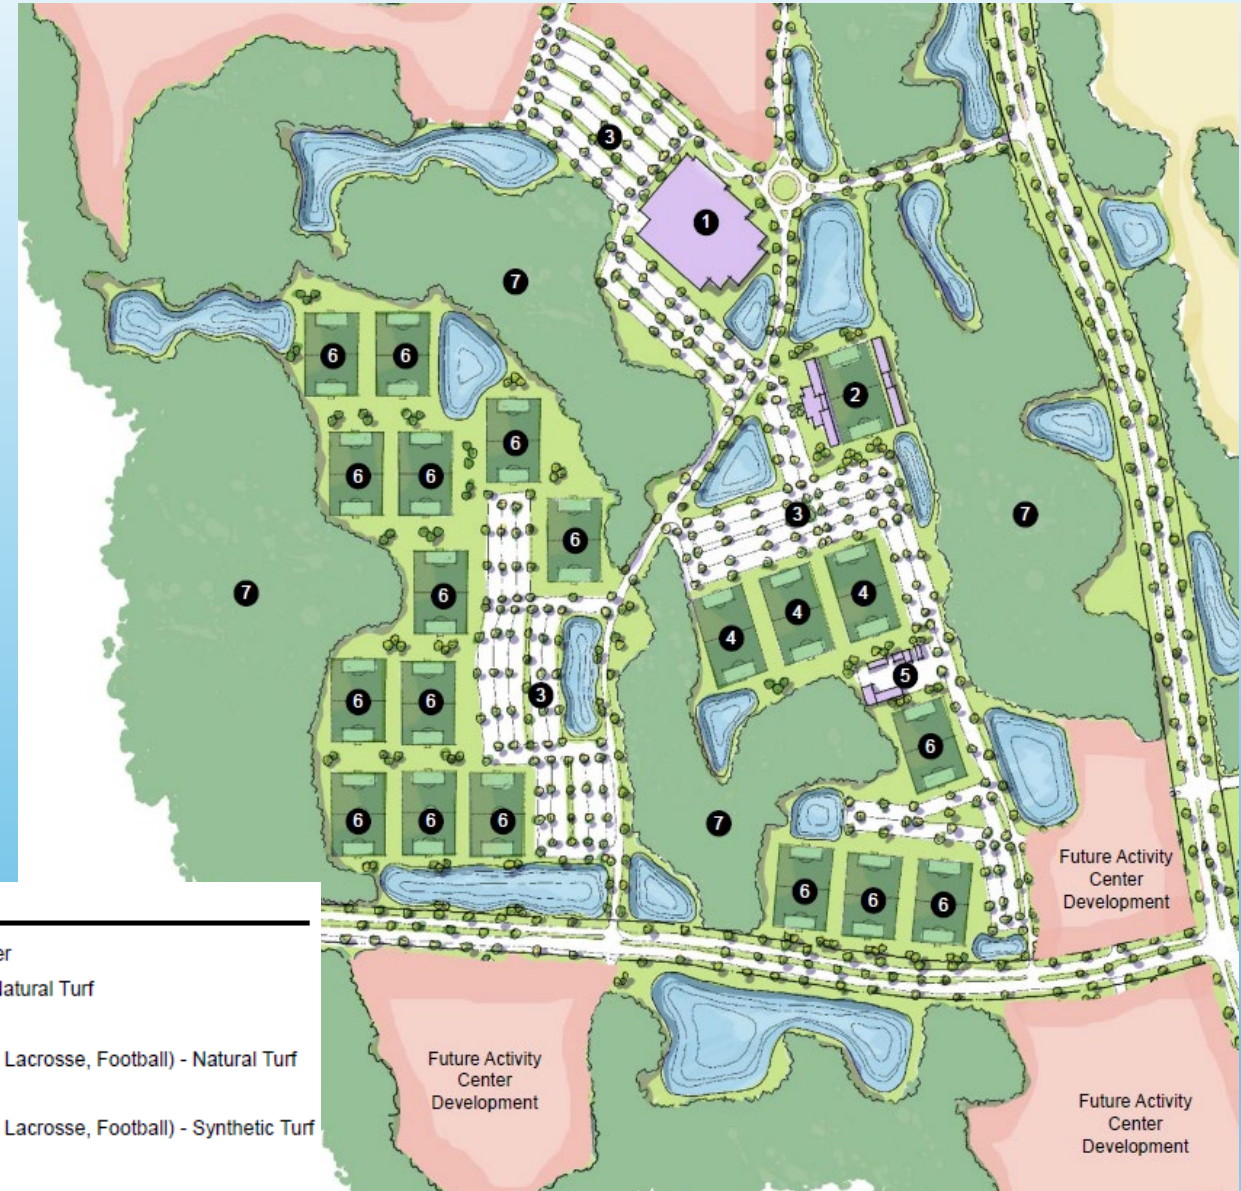 3
1
7
6 6
2
6
6 6
3
7
6
7
6
4
4
4
5
6 6
3
6
6 6 6
7
6 6 6
Future Activity
Center
Development
er
Natural Turf
Lacrosse, Football) - Natural Turf
Lacrosse, Football) - Synthetic Turf
Future Activity
Center
Development
Future Activity
Center
Development